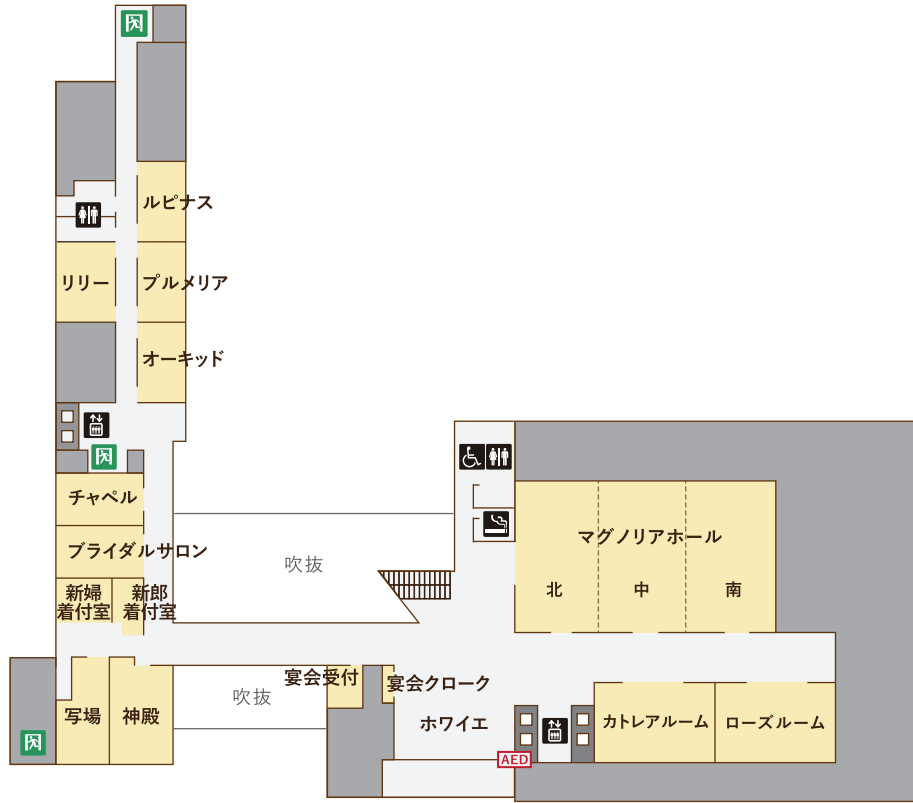 ルピナス
リリー
プルメリア
オーキッド
チャペル
ブライダルサロン
新婦
着付室
新郎
着付室
吹抜
マグノリアホール
北
中
南
宴会受付
宴会クローク
吹抜
写場
神殿
ホワイエ
カトレアルーム
ローズルーム
AED